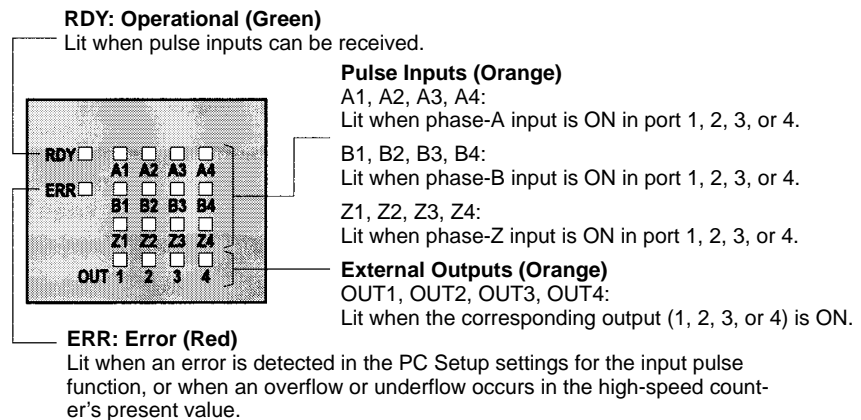 RDY: Operational (Green)
Lit when pulse inputs can be received.
Pulse Inputs (Orange)
A1, A2, A3, A4:
Lit when phase-A input is ON in port 1, 2, 3, or 4.
B1, B2, B3, B4:
Lit when phase-B input is ON in port 1, 2, 3, or 4.
Z1, Z2, Z3, Z4:
Lit when phase-Z input is ON in port 1, 2, 3, or 4.
RDY
A1 A2 A3 A4
ERR
B1 B2 B3 B4
Z1 Z2 Z3 Z4
OUT 1 2 3 4
External Outputs (Orange)
OUT1, OUT2, OUT3, OUT4:
Lit when the corresponding output (1, 2, 3, or 4) is ON.
ERR: Error (Red)
Lit when an error is detected in the PC Setup settings for the input pulse
function, or when an overflow or underflow occurs in the high-speed count-
er's present value.